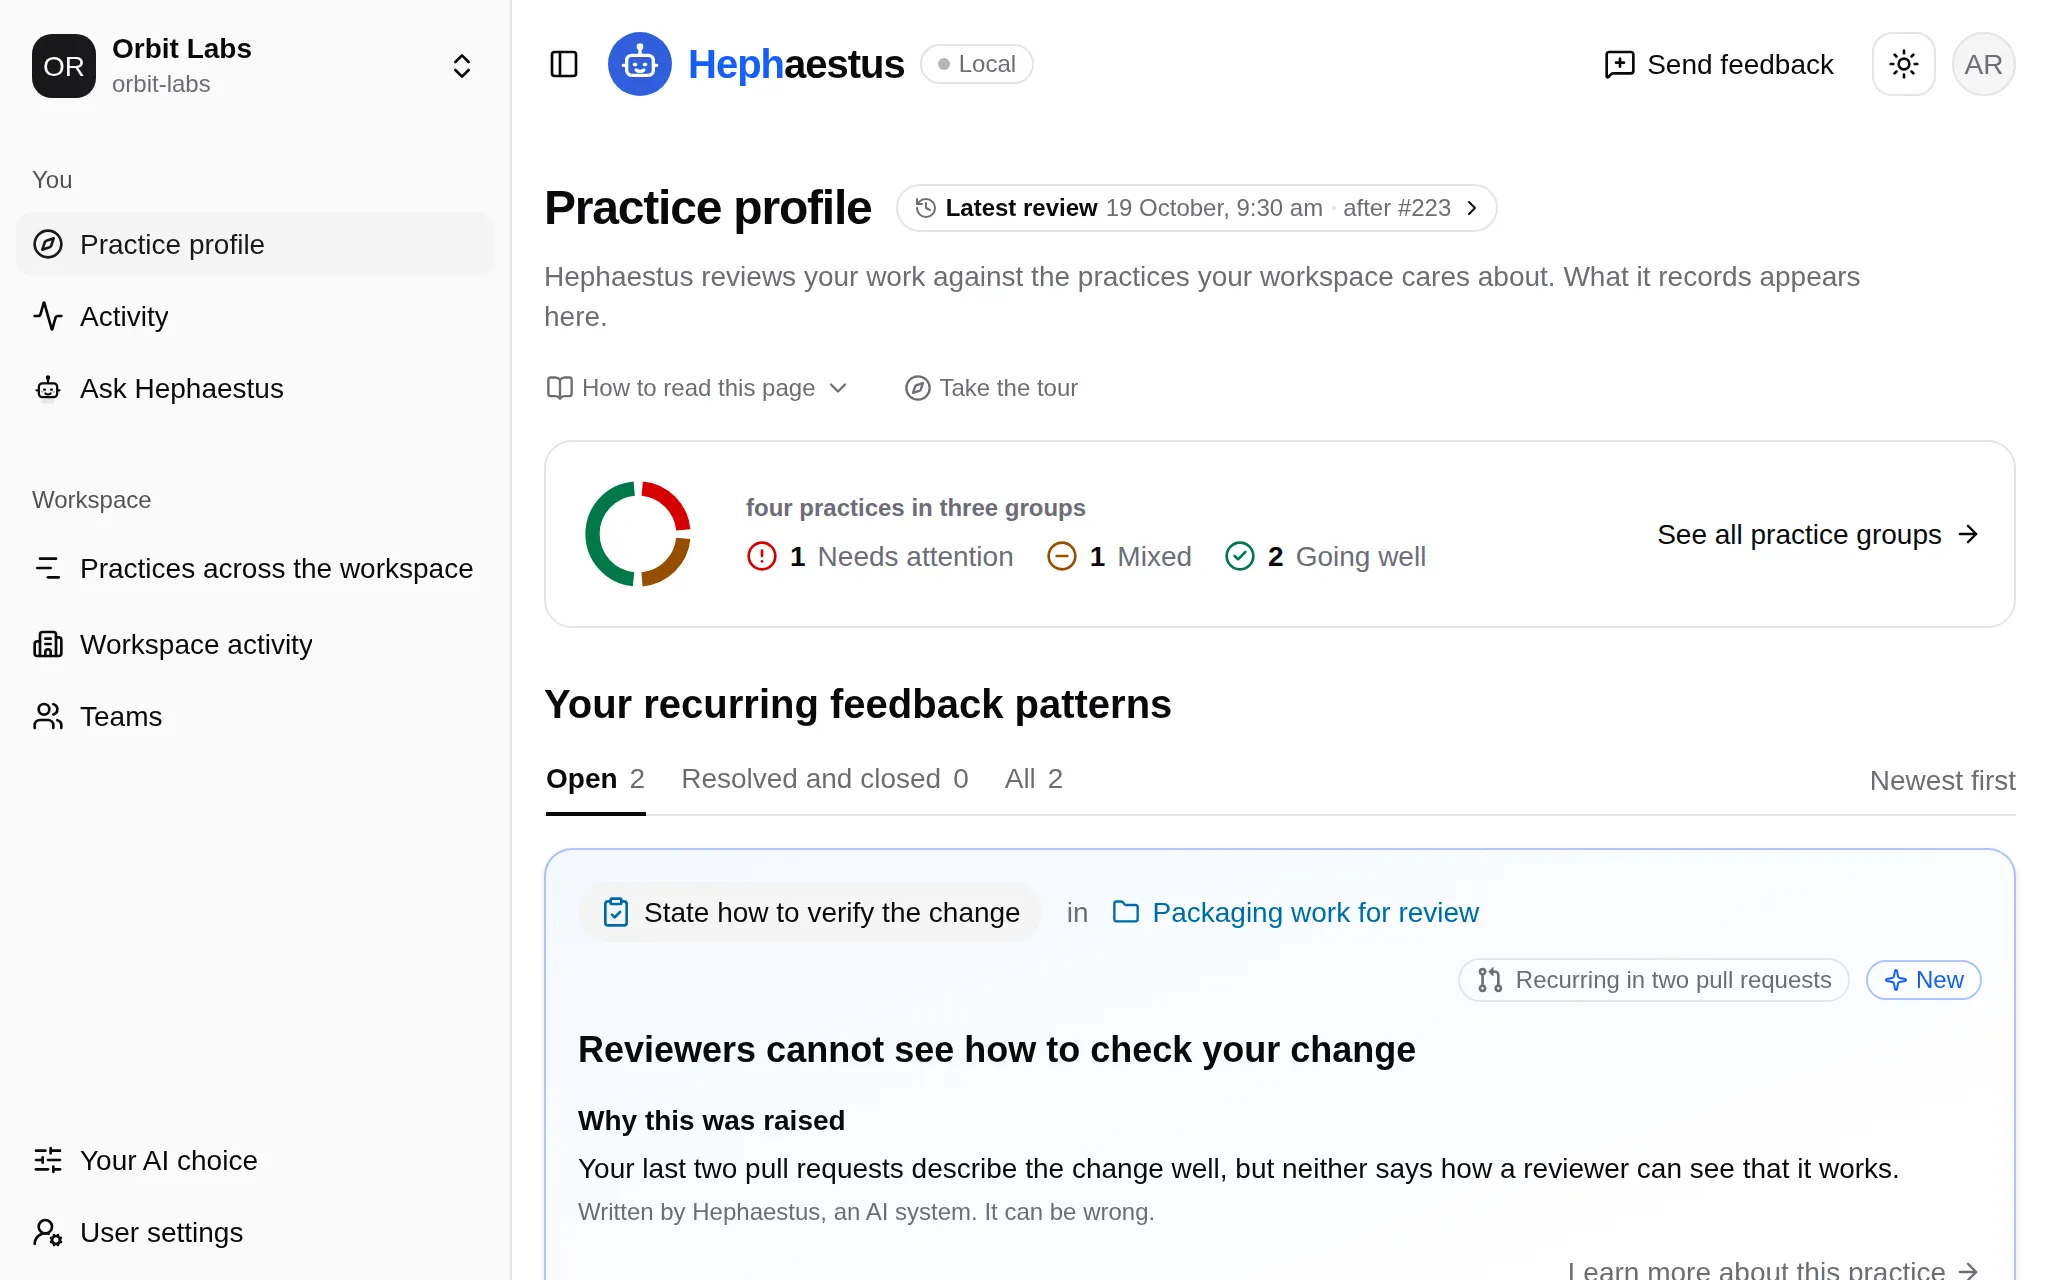 OR
Orbit Labs
orbit-labs
You
Practice profile
Activity
Ask Hephaestus
Workspace
Practices across the workspace
Workspace activity
Teams
Your AI choice
User settings
Hephaestus
Local
Send feedback
AR
Practice profile
Latest review 19 October, 9:30 am · after #223
Hephaestus reviews your work against the practices your workspace cares about. What it records appears
here.
How to read this page
Take the tour
four practices in three groups
1 Needs attention
1 Mixed
2 Going well
See all practice groups
Your recurring feedback patterns
Open 2
Resolved and closed 0
All 2
Newest first
State how to verify the change in Packaging work for review
Recurring in two pull requests
New
Reviewers cannot see how to check your change
Why this was raised
Your last two pull requests describe the change well, but neither says how a reviewer can see that it works.
Written by Hephaestus, an AI system. It can be wrong.
Learn more about this practice